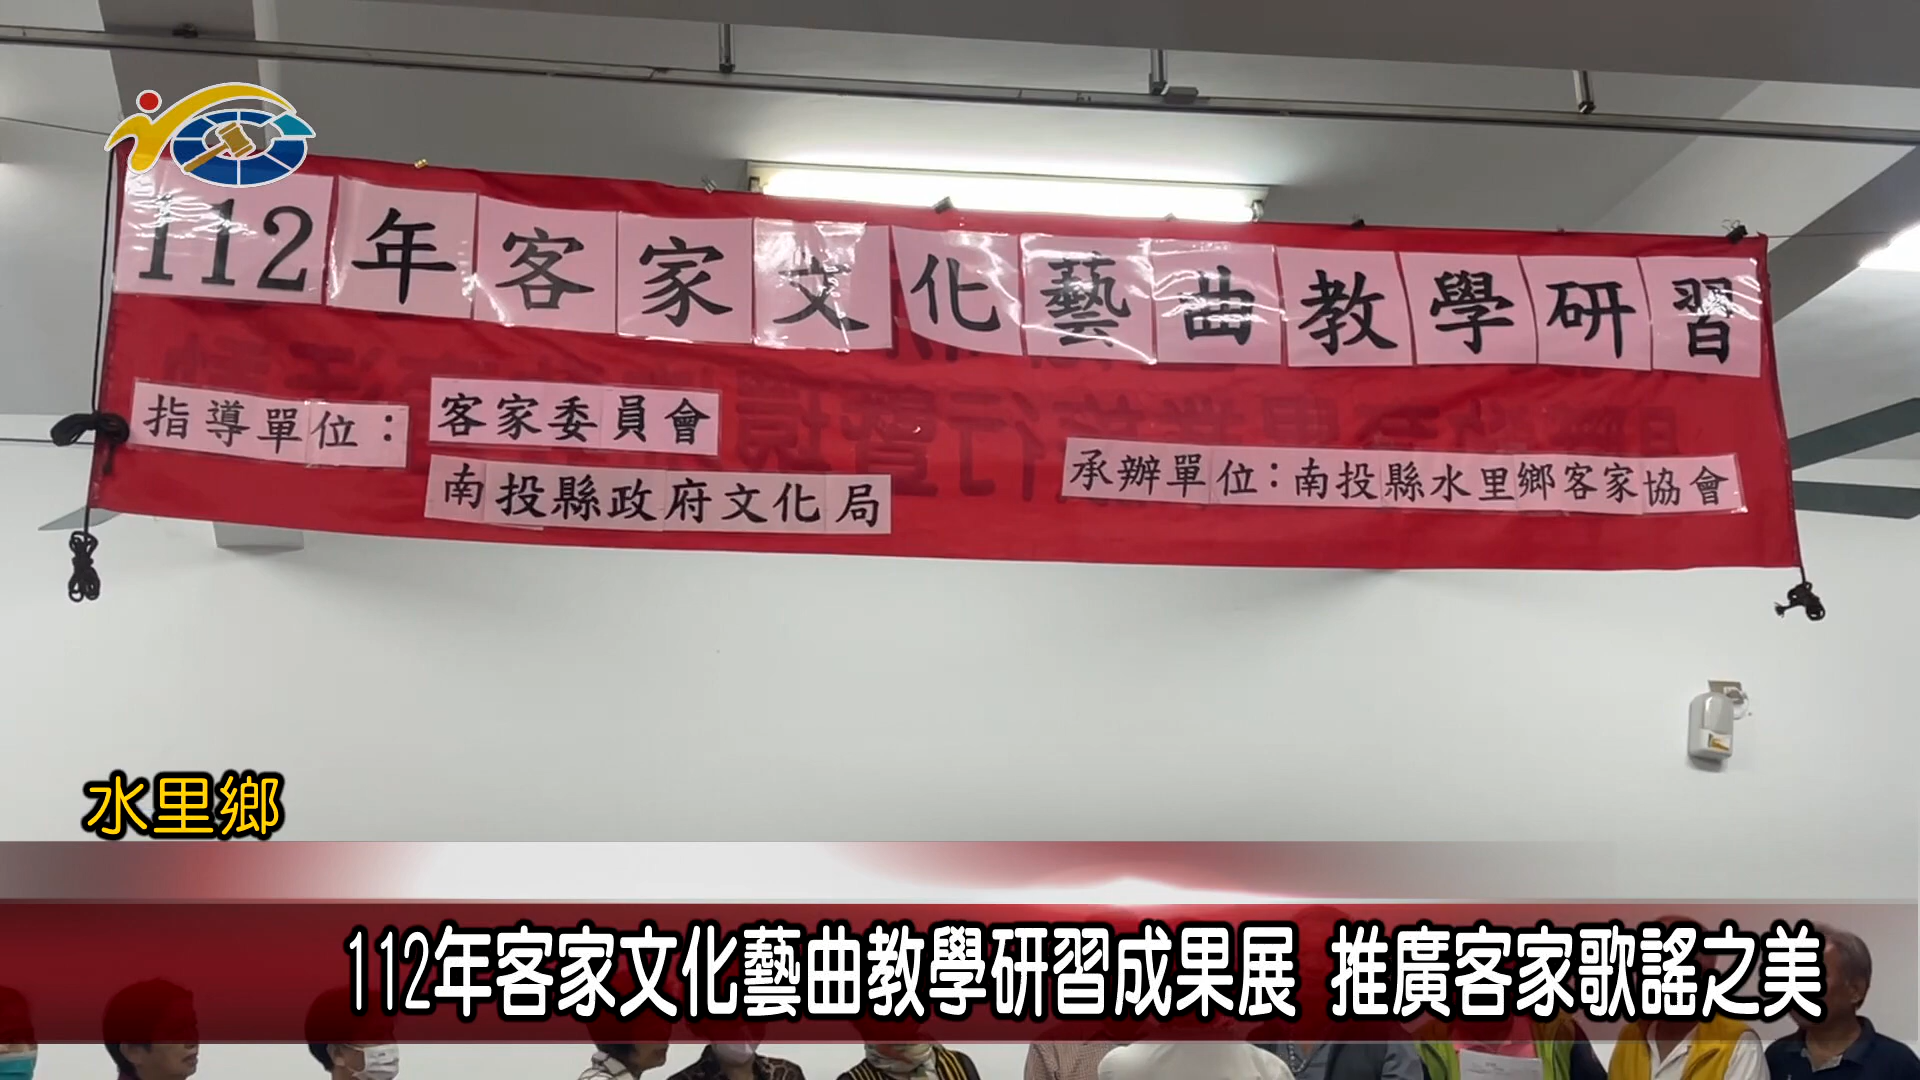 112年客家文化藝曲教學研習
指導單位：客家委員會
南投縣政府文化局
承辦單位：南投縣水里鄉客家協會
水里鄉
112年客家文化藝曲教學研習成果展 推廣客家歌謠之美